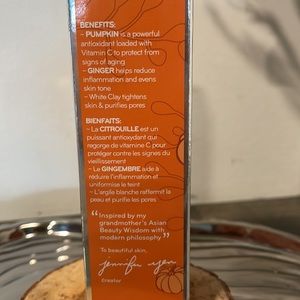 BENEFITS:
- PUMPKIN is a powerful
antioxidant loaded with
Vitamin C to protect from
signs of aging
- GINGER helps reduce
inflammation and evens
skin tone
- White Clay tightens
skin & purifies pores
BIENFAITS:
- La CITROUILLE est un
puissant antioxydant qui
regorge de vitamine C pour
protéger contre les signes du
vieillissement
- Le GINGEMBRE aide à
réduire l'inflammation et
uniformise le teint
- L'argile blanche raffermit la
peau et purifie les pores
"Inspired by my
grandmother's Asian
Beauty Wisdom with
modern philosophy"
To beautiful skin,
jennifer yen
Creator